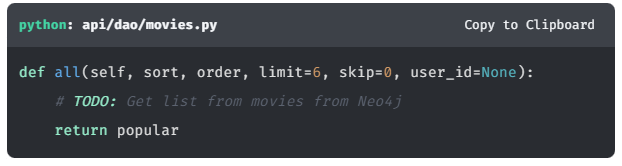 python: api/dao/movies.py Copy to Clipboard
def all(self, sort, order, limit=6, skip=0, user_id=None):
    # TODO: Get list from movies from Neo4j
    return popular